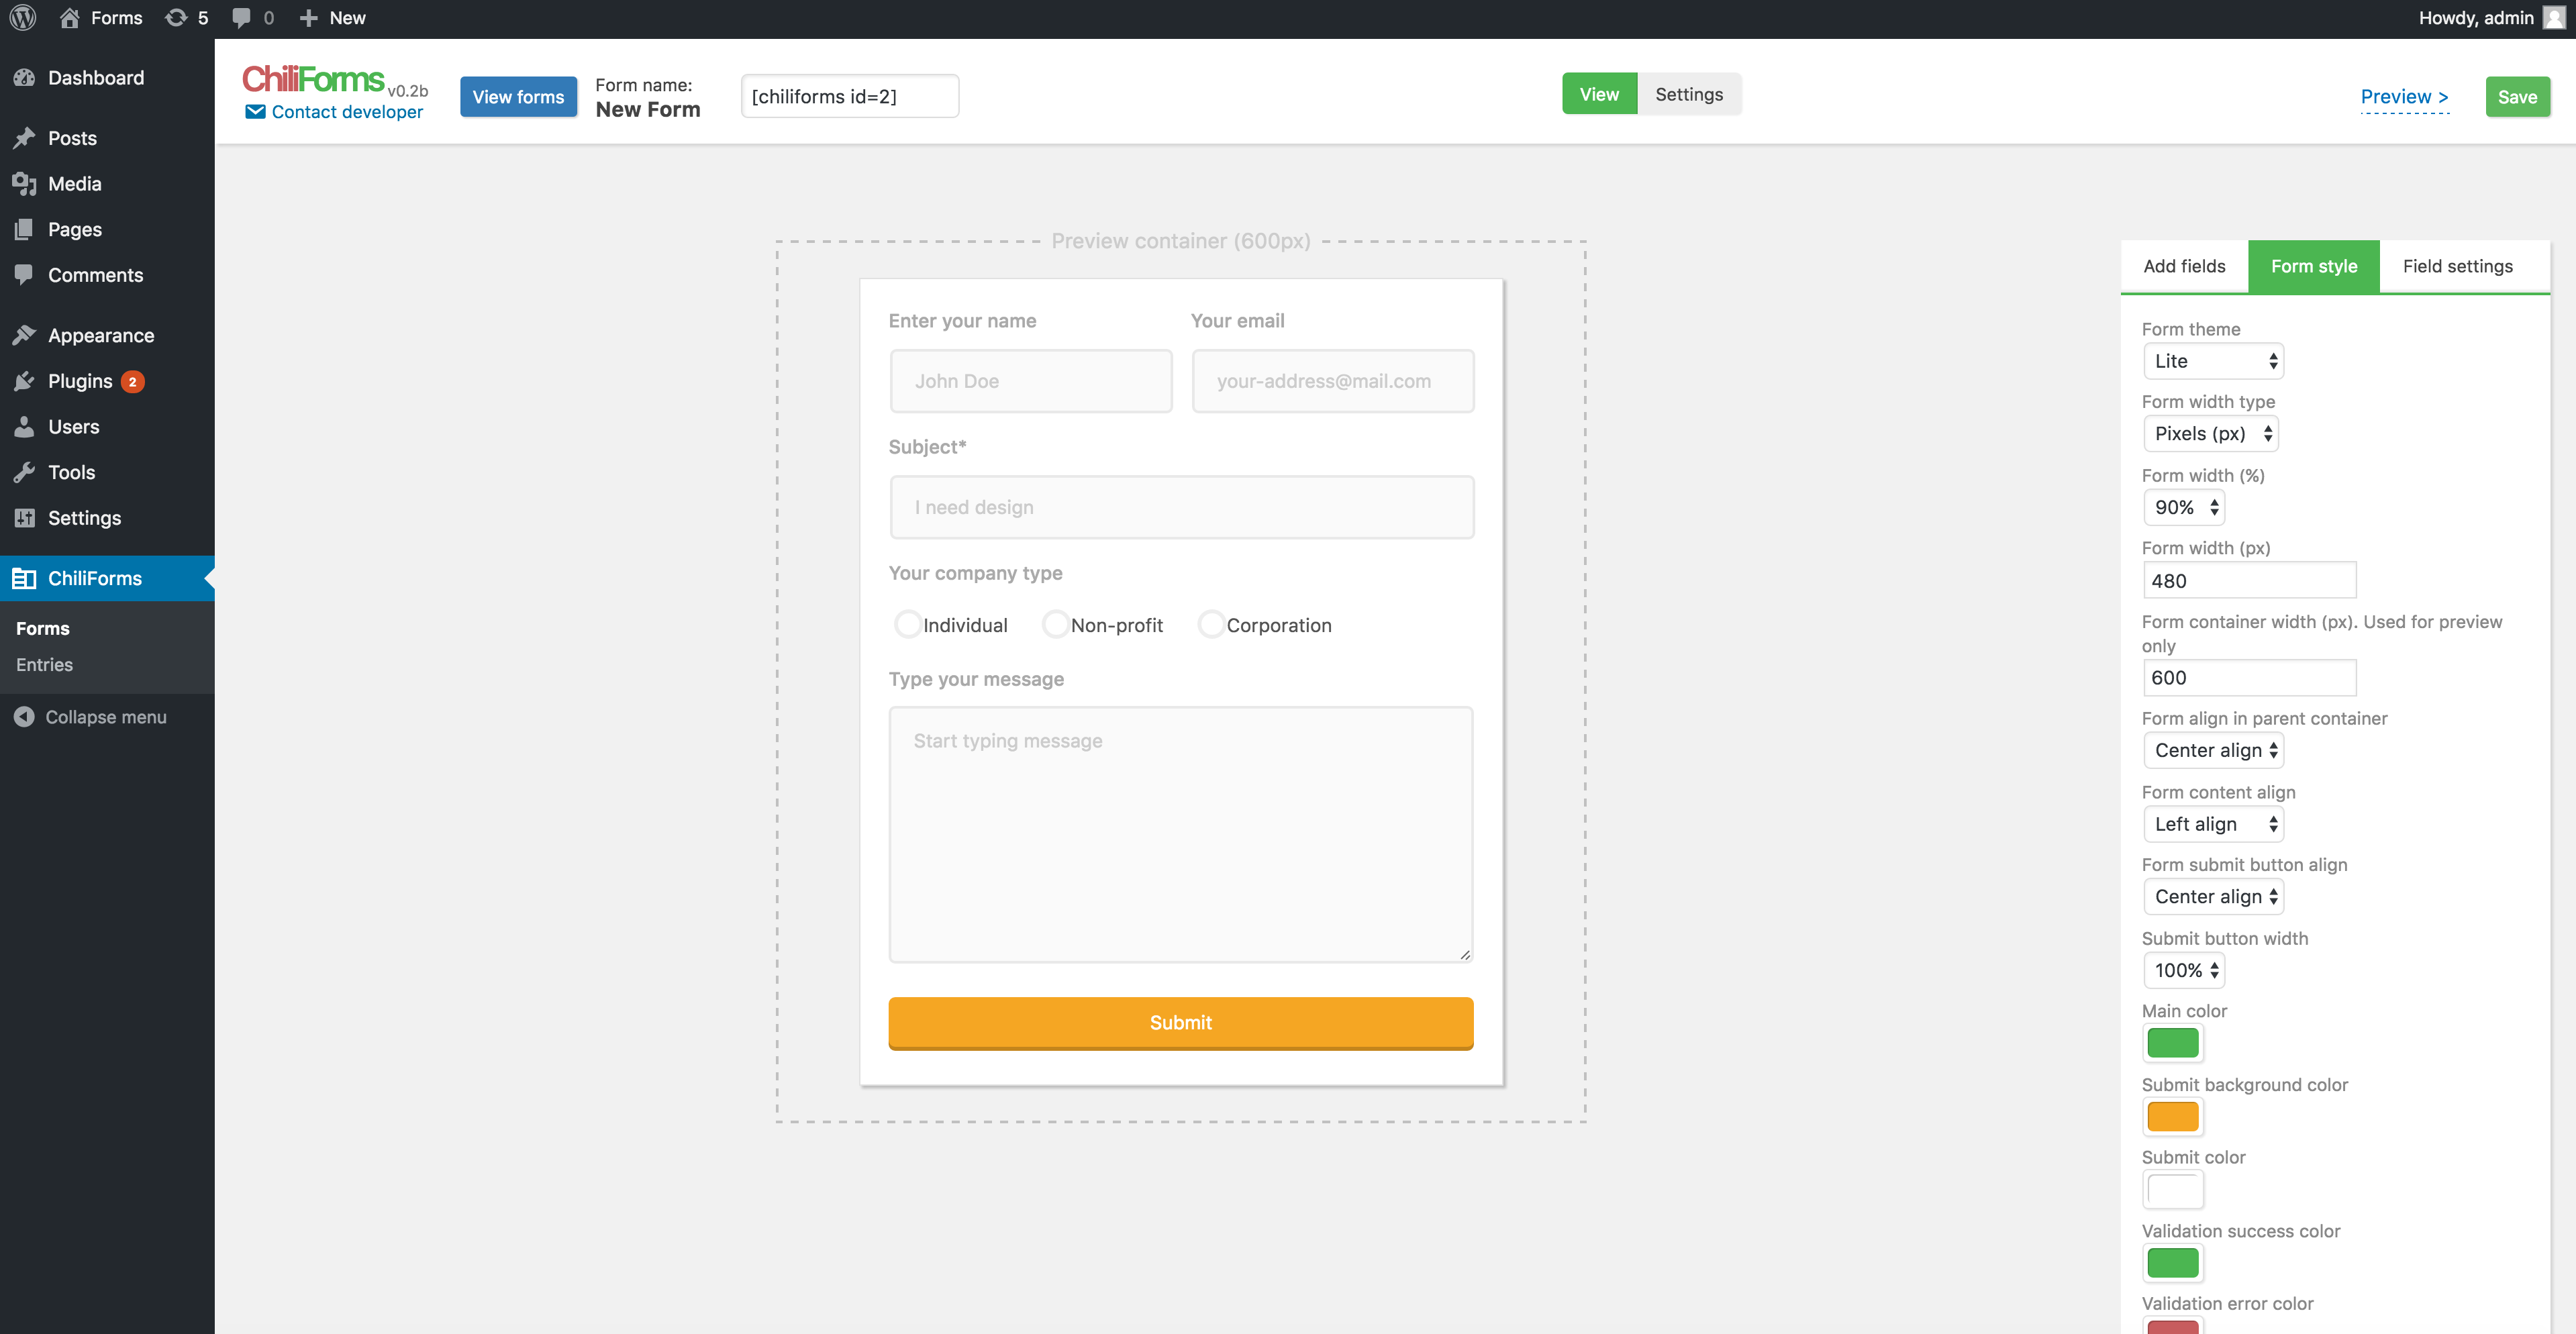 Forms 5 0 New Howdy, admin
Dashboard
Posts
Media
Pages
Comments
Appearance
Plugins 2
Users
Tools
Settings
ChiliForms
Forms
Entries
Collapse menu
ChiliForms v0.2b
Contact developer
View forms
Form name:
New Form
[chiliforms id=2]
View Settings
Preview >
Save
Preview container (600px)
Enter your name Your email
John Doe your-address@mail.com
Subject*
I need design
Your company type
Individual Non-profit Corporation
Type your message
Start typing message
Submit
Add fields Form style Field settings
Form theme
Lite
Form width type
Pixels (px)
Form width (%)
90%
Form width (px)
480
Form container width (px). Used for preview
only
600
Form align in parent container
Center align
Form content align
Left align
Form submit button align
Center align
Submit button width
100%
Main color
Submit background color
Submit color
Validation success color
Validation error color